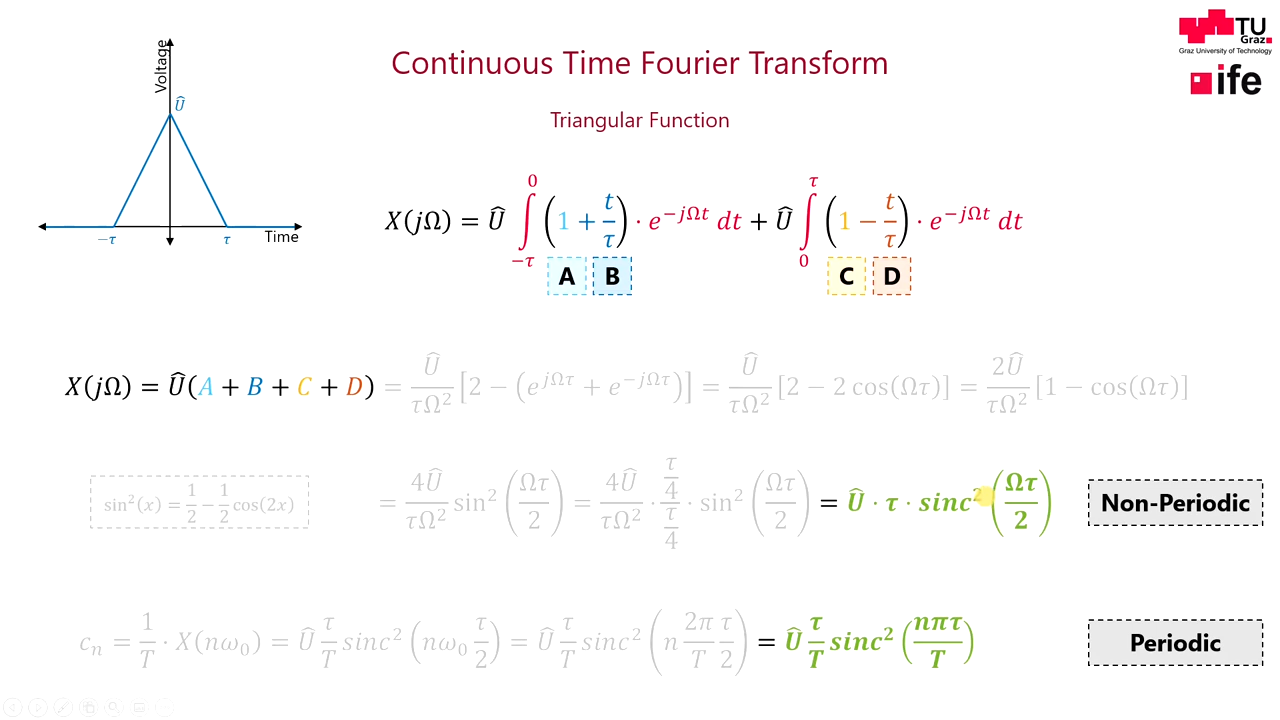 Continuous Time Fourier Transform
Triangular Function
TU
Graz
Graz University of Technology
ife
Voltage
Û
−τ
τ
Time
X(jΩ) = Û ∫_{−τ}^{0} (1 + t/τ) · e^{−jΩt} dt + Û ∫_{0}^{τ} (1 − t/τ) · e^{−jΩt} dt
A B C D
X(jΩ) = Û(A + B + C + D) = Û/(τΩ²) [2 − (e^{jΩτ} + e^{−jΩτ})] = Û/(τΩ²) [2 − 2 cos(Ωτ)] = 2Û/(τΩ²) [1 − cos(Ωτ)]
sin²(x) = 1/2 − 1/2 cos(2x)
= 4Û/(τΩ²) sin² (Ωτ/2) = 4Û/(τΩ²) · (τ/4)/(τ/4) · sin² (Ωτ/2) = Û · τ · sinc² (Ωτ/2)
Non-Periodic
cₙ = 1/T · X(nω₀) = Û τ/T sinc² (nω₀ τ/2) = Û τ/T sinc² (n 2π/T τ/2) = Û τ/T sinc² (nπτ/T)
Periodic